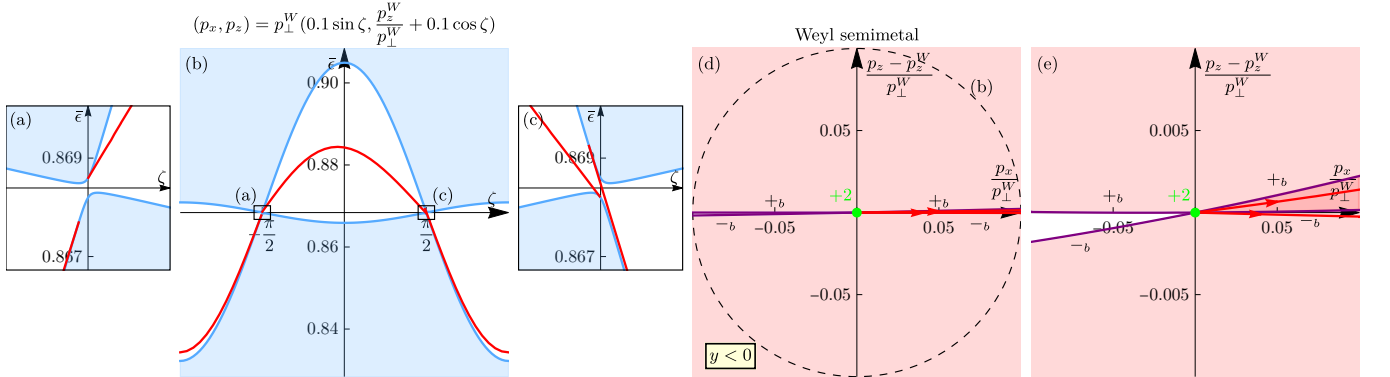 (p_x, p_z) = p_⊥^W(0.1 sin ζ, p_z^W/p_⊥^W + 0.1 cos ζ)
(a)
ϵ̄
0.869
ζ
0.867
(b)
ϵ̄
0.90
0.88
(a)
(c)
ζ
-π/2
π/2
0.86
0.84
(c)
ϵ̄
0.869
ζ
0.867
Weyl semimetal
(d)
p_z − p_z^W/p_⊥^W
(b)
0.05
p_x/p_⊥^W
+2
+_b
+_b
−_b
−0.05
0.05
−_b
−0.05
y < 0
(e)
p_z − p_z^W/p_⊥^W
0.005
p_x/p_⊥^W
+2
+_b
+_b
−0.05
0.05
−_b
−_b
−0.005